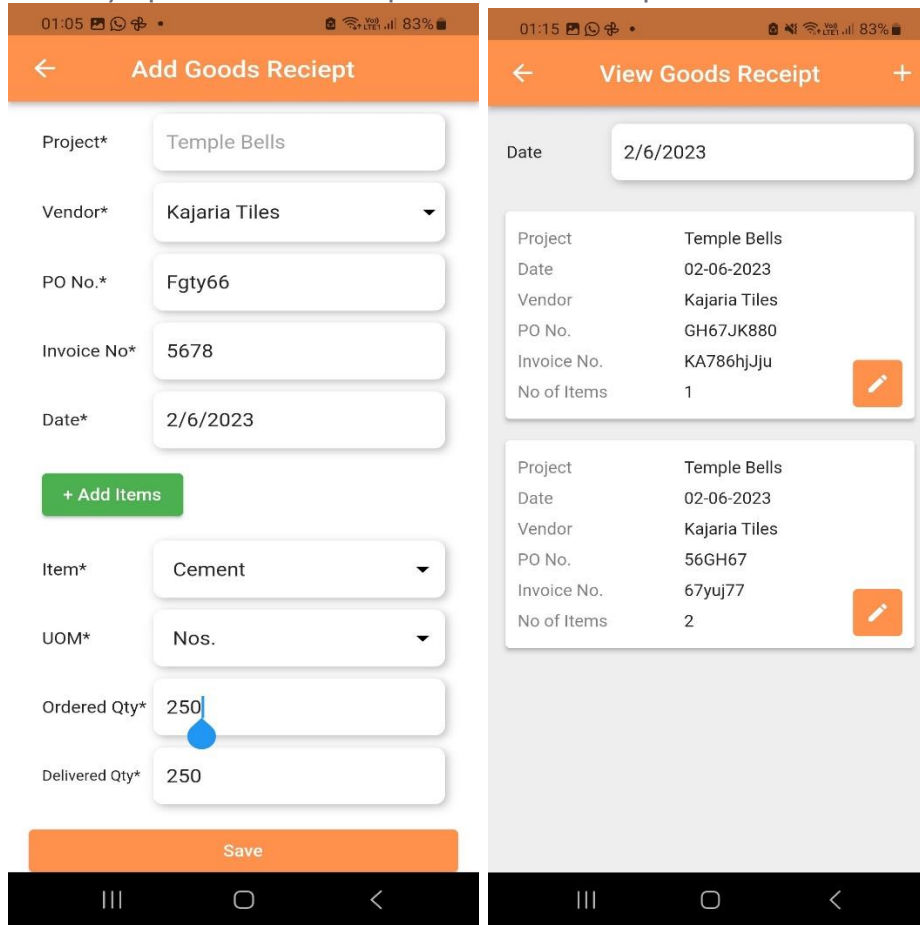 01:05
83%
Add Goods Reciept
Project* Temple Bells
Vendor* Kajaria Tiles
PO No.* Fgty66
Invoice No* 5678
Date* 2/6/2023
+ Add Items
Item* Cement
UOM* Nos.
Ordered Qty* 250
Delivered Qty* 250
Save
01:15
83%
View Goods Receipt +
Date 2/6/2023
Project Temple Bells
Date 02-06-2023
Vendor Kajaria Tiles
PO No. GH67JK880
Invoice No. KA786hjJju
No of Items 1
Project Temple Bells
Date 02-06-2023
Vendor Kajaria Tiles
PO No. 56GH67
Invoice No. 67yuj77
No of Items 2